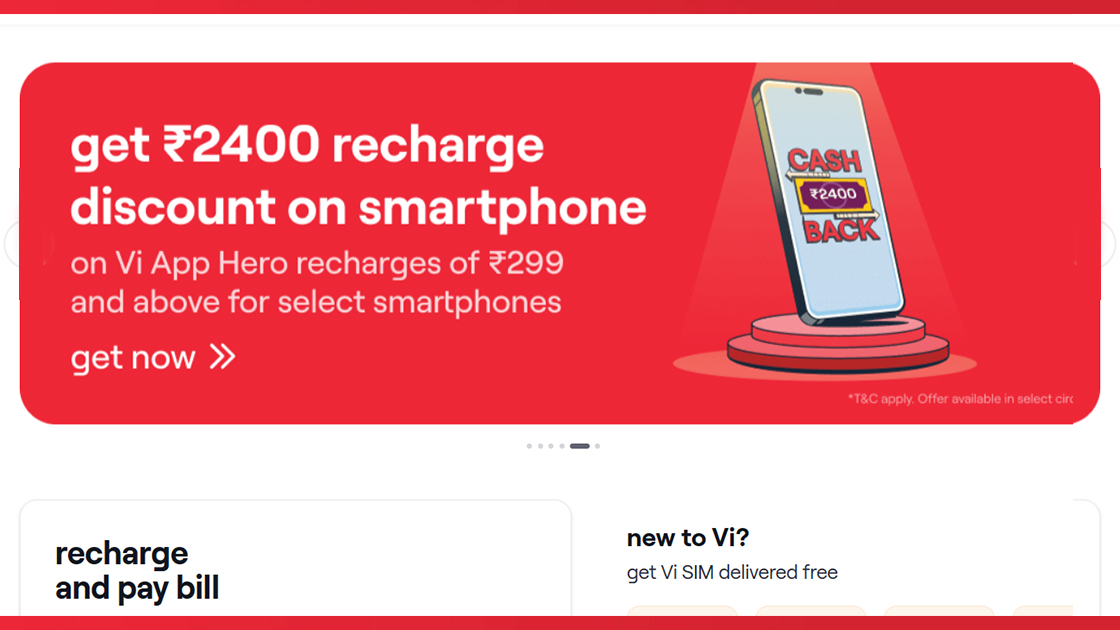 get ₹2400 recharge
discount on smartphone
on Vi App Hero recharges of ₹299
and above for select smartphones
get now
CASH
₹2400
BACK
*T&C apply. Offer available in select circ
recharge
and pay bill
new to Vi?
get Vi SIM delivered free